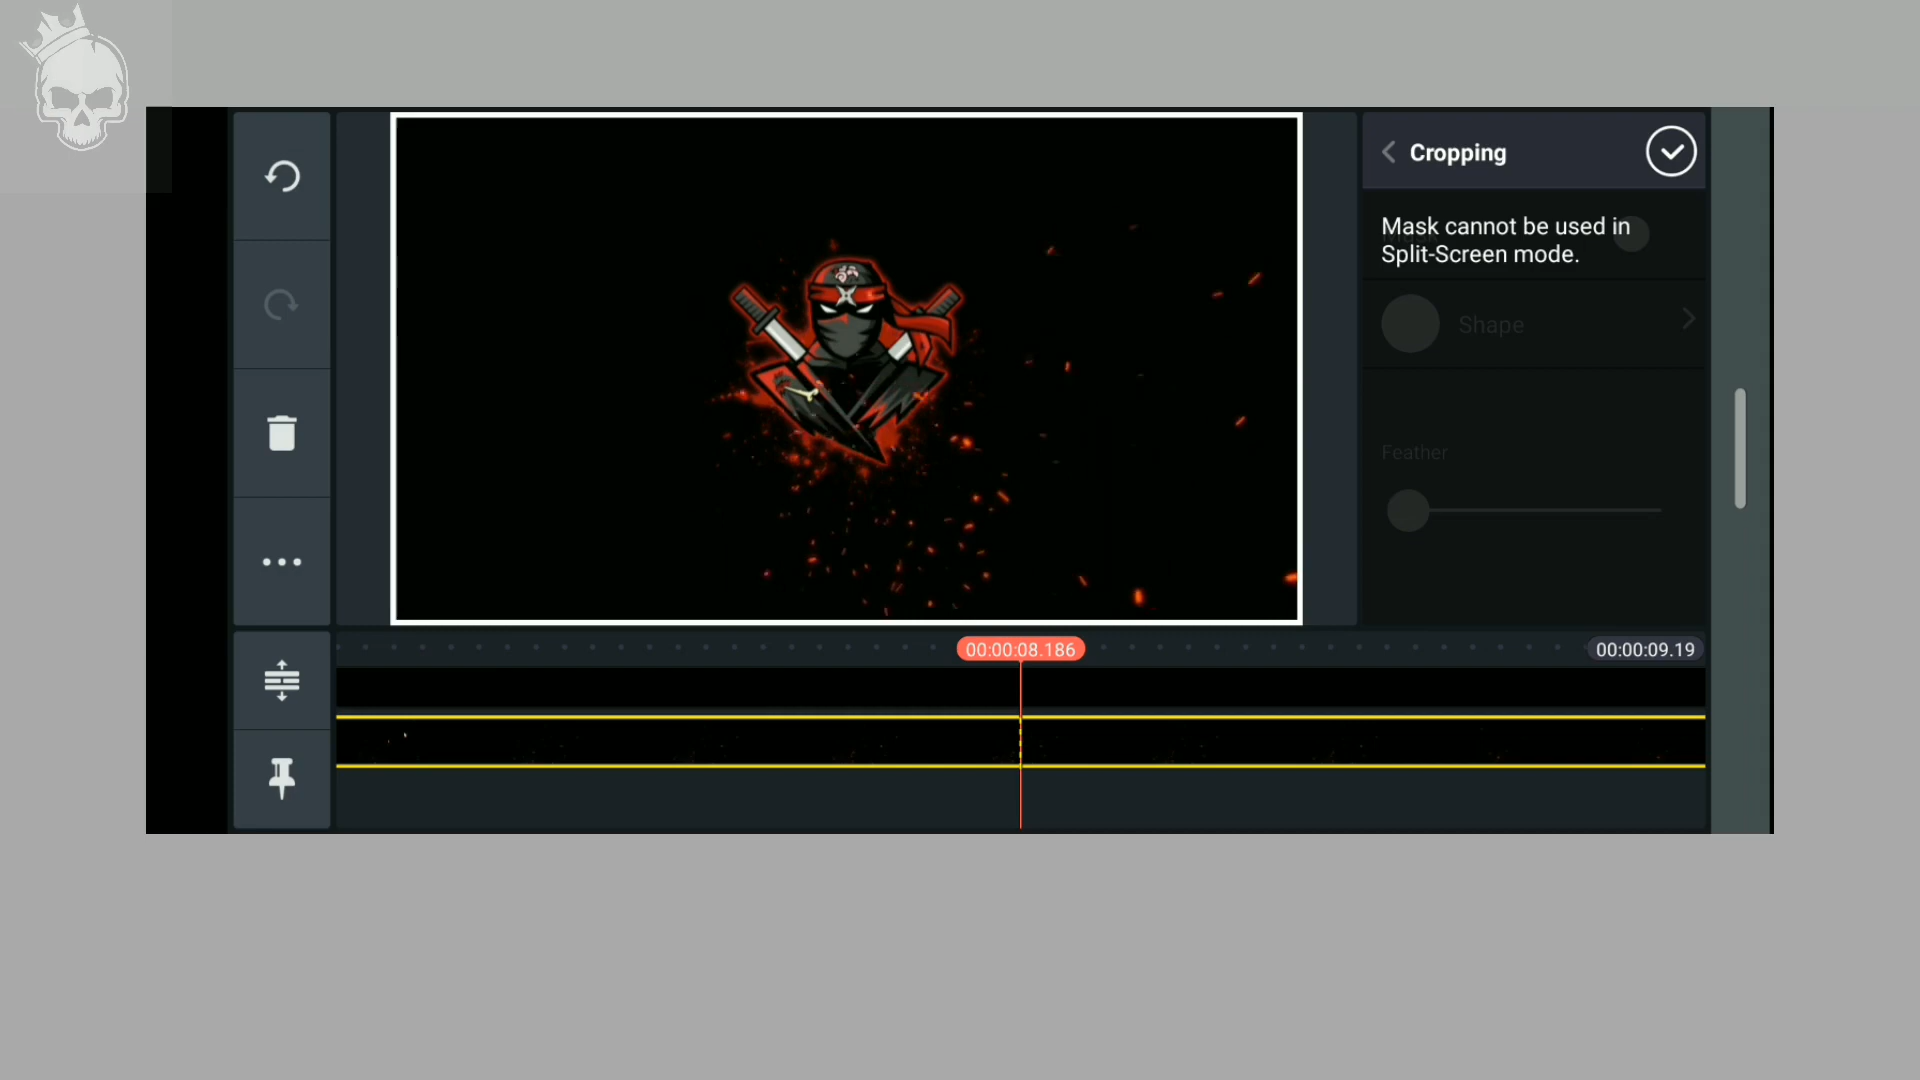 Cropping
Mask cannot be used in
Split-Screen mode.
Shape
Feather
00:00:08.186
00:00:09.19